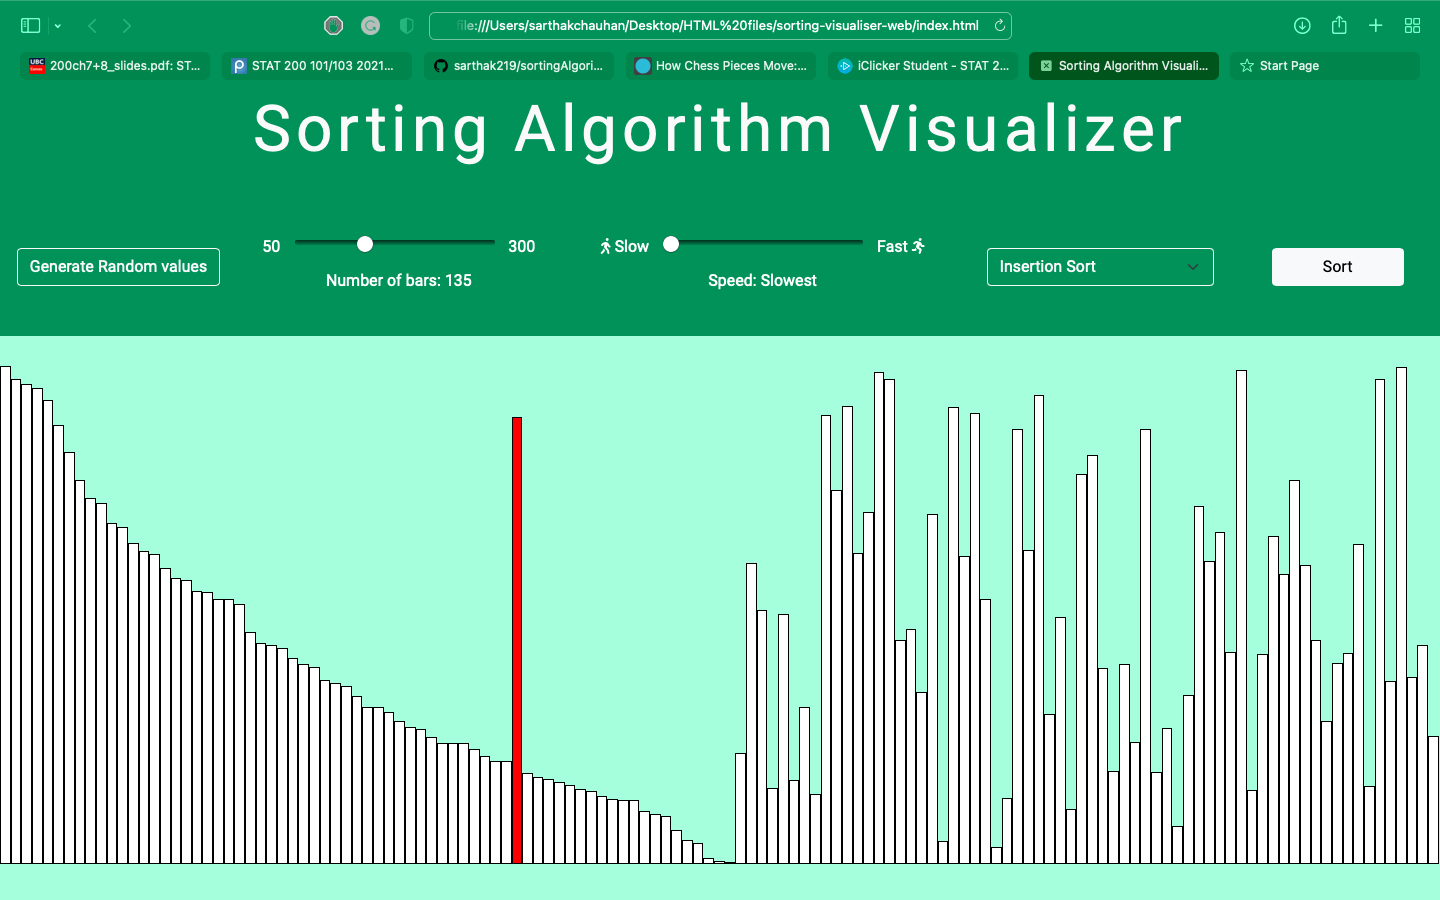 file:///Users/sarthakchauhan/Desktop/HTML%20files/sorting-visualiser-web/index.html
UBC 200ch7+8_slides.pdf: ST...
STAT 200 101/103 2021...
sarthak219/sortingAlgori...
How Chess Pieces Move:...
iClicker Student - STAT 2...
Sorting Algorithm Visuali...
Start Page
Sorting Algorithm Visualizer
Generate Random values
50 300
Number of bars: 135
Slow Fast
Speed: Slowest
Insertion Sort
Sort